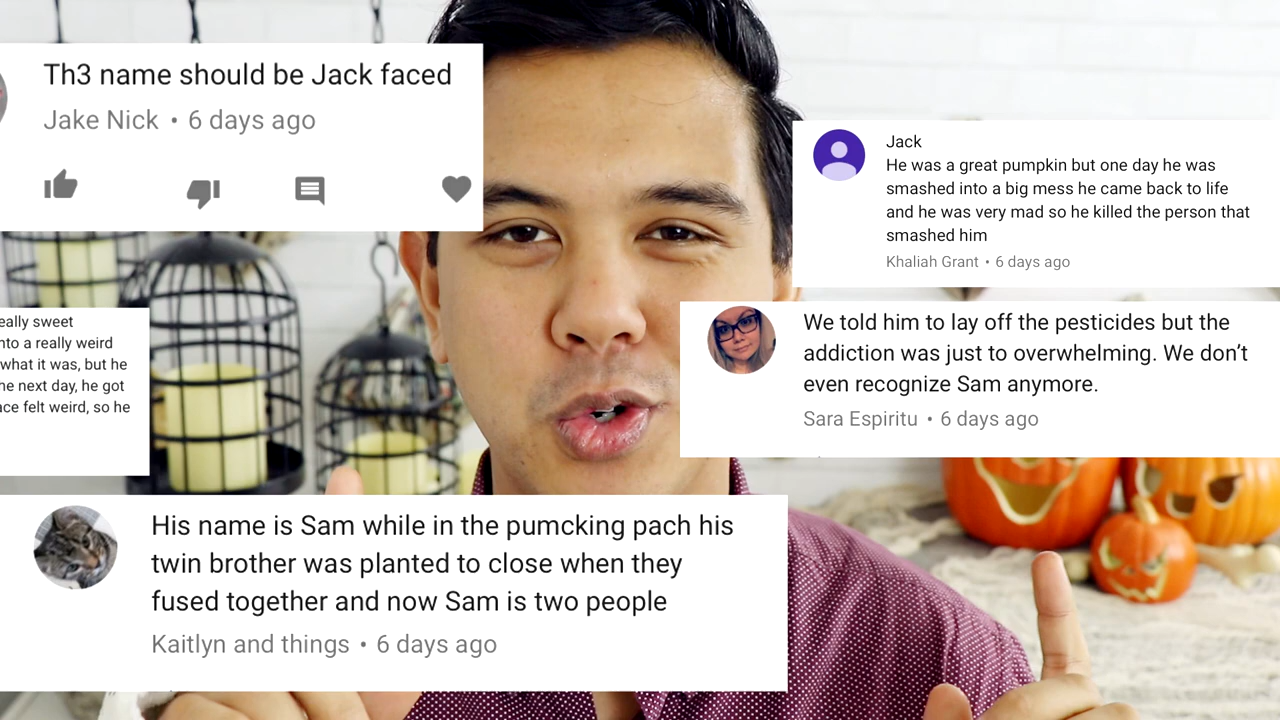 Th3 name should be Jack faced
Jake Nick • 6 days ago
Jack
He was a great pumpkin but one day he was
smashed into a big mess he came back to life
and he was very mad so he killed the person that
smashed him
Khaliah Grant • 6 days ago
eally sweet
nto a really weird
what it was, but he
he next day, he got
ace felt weird, so he
We told him to lay off the pesticides but the
addiction was just to overwhelming. We don’t
even recognize Sam anymore.
Sara Espiritu • 6 days ago
His name is Sam while in the pumcking pach his
twin brother was planted to close when they
fused together and now Sam is two people
Kaitlyn and things • 6 days ago